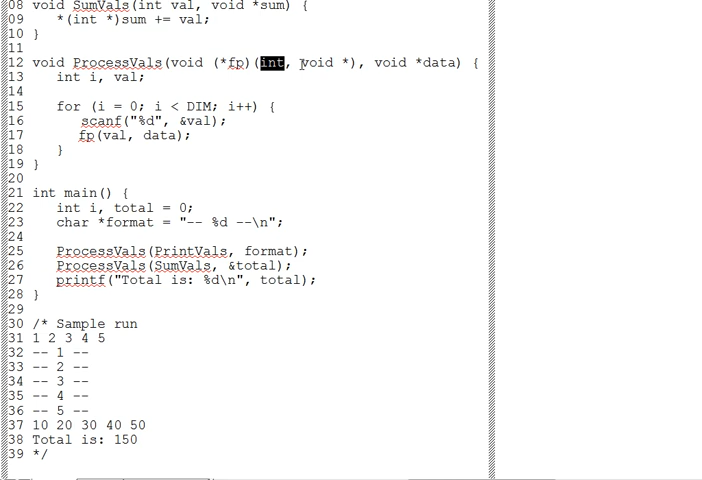 08 void SumVals(int val, void *sum) {
09    *(int *)sum += val;
10 }
11
12 void ProcessVals(void (*fp)(int, void *), void *data) {
13    int i, val;
14
15    for (i = 0; i < DIM; i++) {
16       scanf("%d", &val);
17       fp(val, data);
18    }
19 }
20
21 int main() {
22    int i, total = 0;
23    char *format = "-- %d --\n";
24
25    ProcessVals(PrintVals, format);
26    ProcessVals(SumVals, &total);
27    printf("Total is: %d\n", total);
28 }
29
30 /* Sample run
31 1 2 3 4 5
32 -- 1 --
33 -- 2 --
34 -- 3 --
35 -- 4 --
36 -- 5 --
37 10 20 30 40 50
38 Total is: 150
39 */